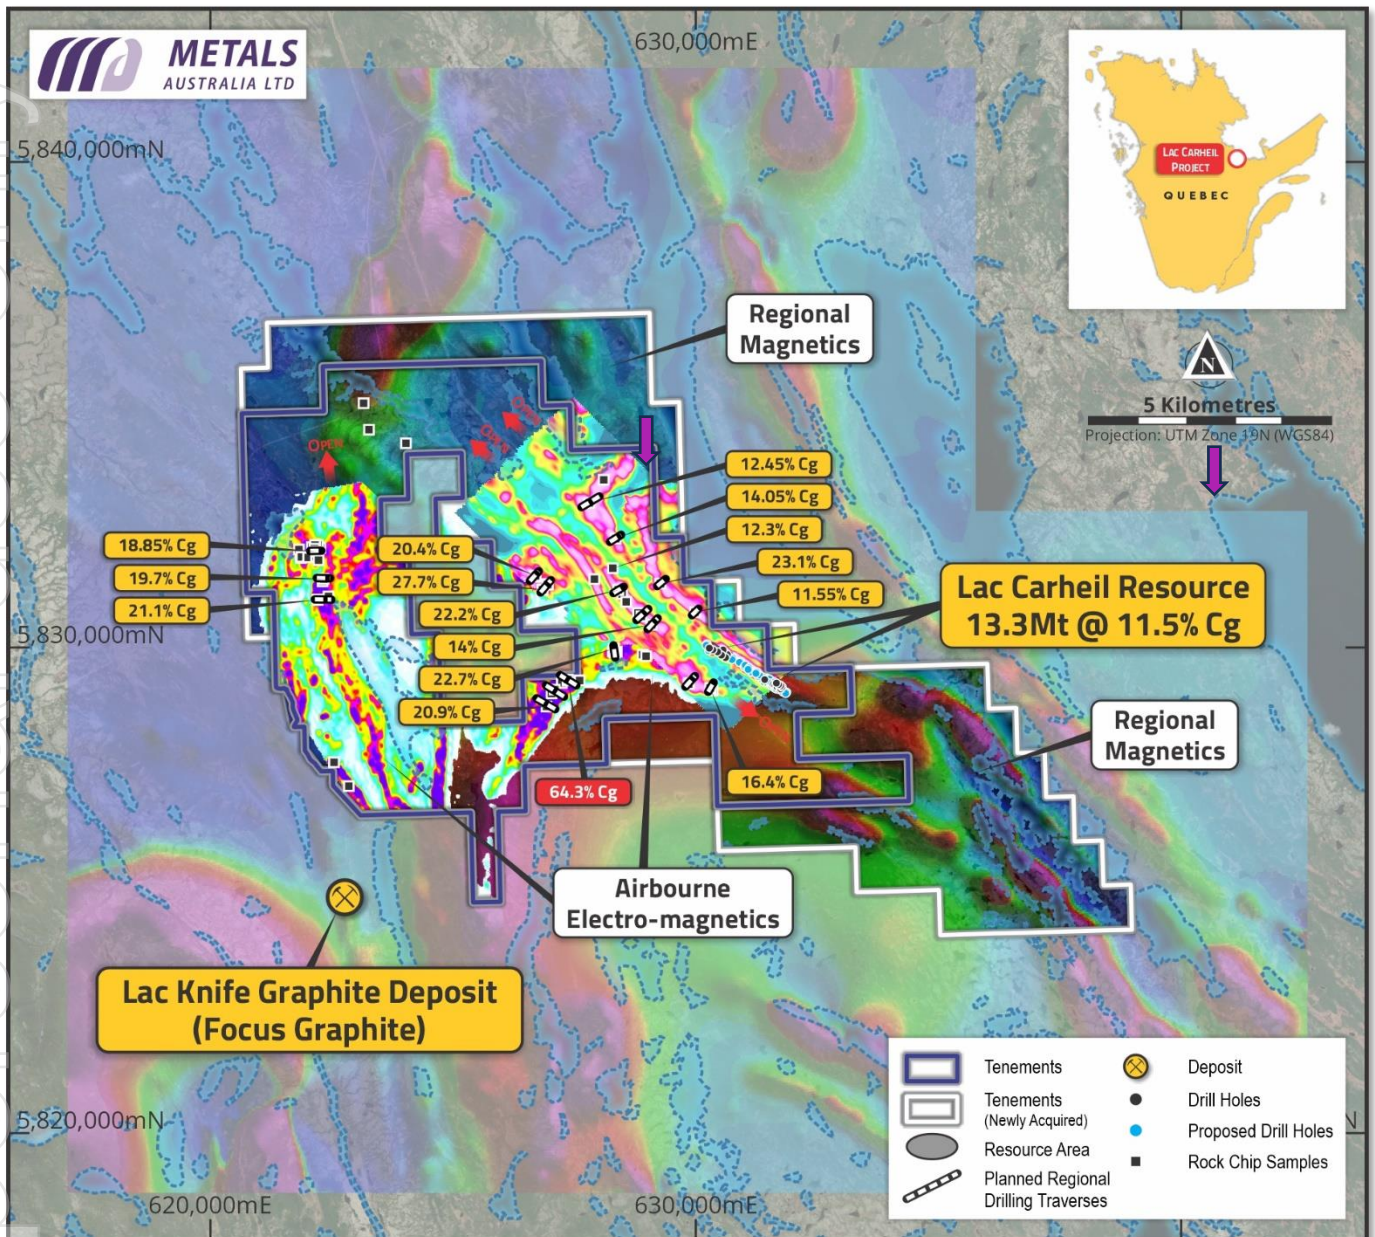 METALS
AUSTRALIA LTD
630,000mE
5,840,000mN
LAC CARHEIL
PROJECT
QUEBEC
Regional
Magnetics
N
5 Kilometres
Projection: UTM Zone 19N (WGS84)
OPEN
OPEN
OPEN
12.45% Cg
14.05% Cg
12.3% Cg
23.1% Cg
11.55% Cg
18.85% Cg
19.7% Cg
21.1% Cg
20.4% Cg
27.7% Cg
22.2% Cg
14% Cg
22.7% Cg
20.9% Cg
64.3% Cg
16.4% Cg
Lac Carheil Resource
13.3Mt @ 11.5% Cg
5,830,000mN
Regional
Magnetics
Airbourne
Electro-magnetics
Lac Knife Graphite Deposit
(Focus Graphite)
5,820,000mN
Tenements
Tenements
(Newly Acquired)
Resource Area
Planned Regional
Drilling Traverses
Deposit
Drill Holes
Proposed Drill Holes
Rock Chip Samples
620,000mE
630,000mE